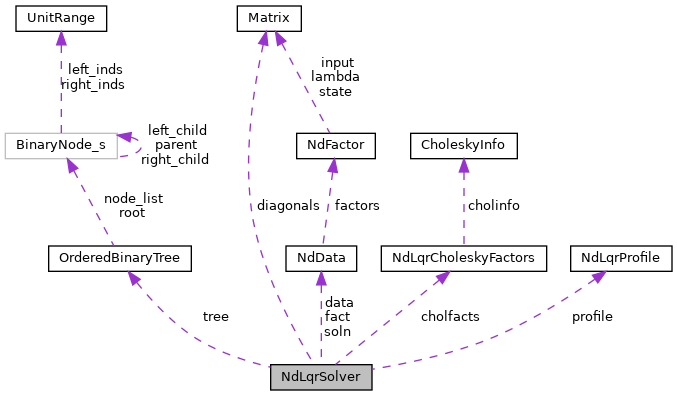 UnitRange
Matrix
left_inds
right_inds
input
lambda
state
BinaryNode_s
left_child
parent
right_child
NdFactor
CholeskyInfo
node_list
root
diagonals
factors
cholinfo
OrderedBinaryTree
NdData
NdLqrCholeskyFactors
NdLqrProfile
tree
data
fact
soln
cholfacts
profile
NdLqrSolver